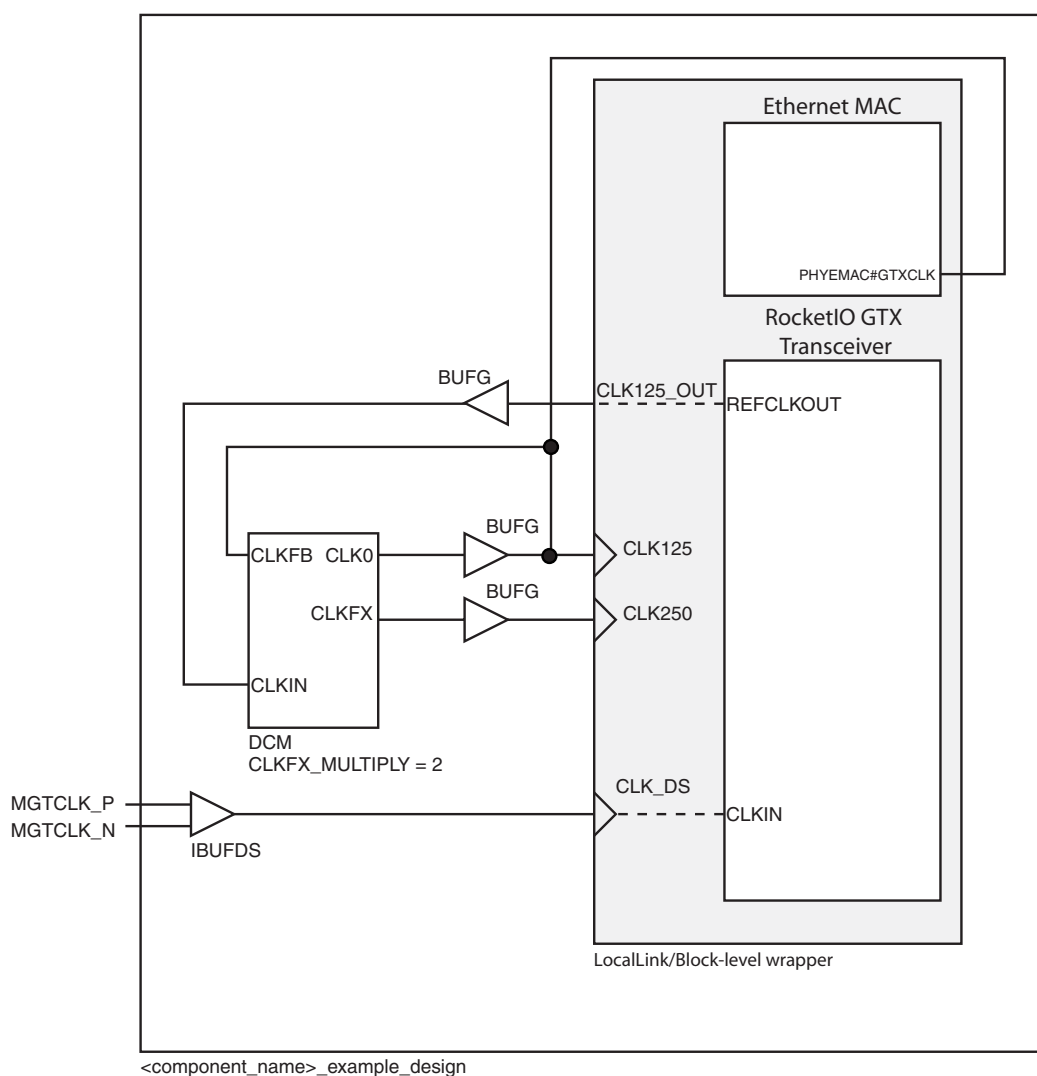 Ethernet MAC
PHYEMAC#GTXCLK
RocketIO GTX
Transceiver
BUFG
CLK125_OUT
REFCLKOUT
BUFG
CLKFB
CLK0
CLK125
BUFG
CLKFX
CLK250
CLKIN
DCM
CLKFX_MULTIPLY = 2
CLK_DS
MGTCLK_P
MGTCLK_N
CLKIN
IBUFDS
LocalLink/Block-level wrapper
<component_name>_example_design